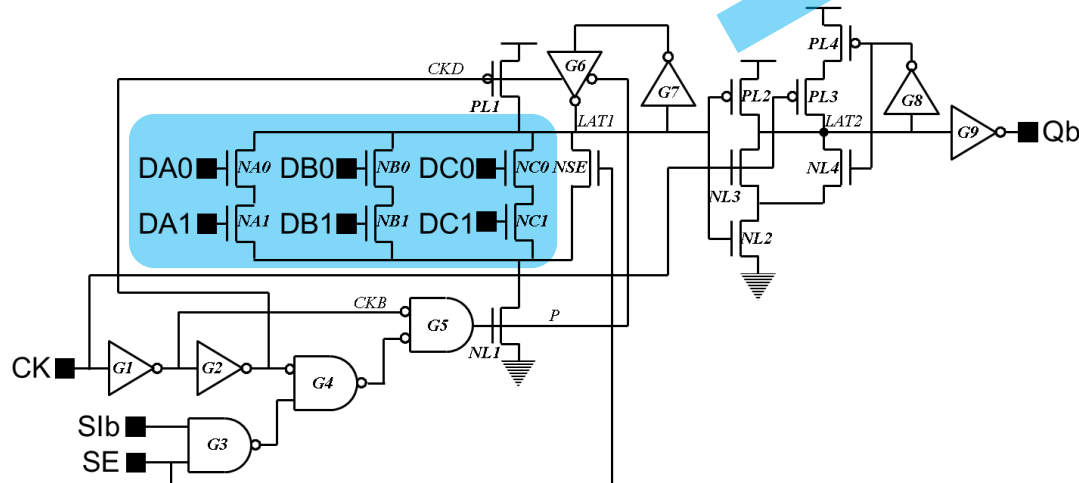 PL4
CKD
G6
PL1
G7
PL2
PL3
G8
LAT1
LAT2
G9
Qb
DA0
NA0
DB0
NB0
DC0
NC0
NSE
NL3
NL4
DA1
NA1
DB1
NB1
DC1
NC1
NL2
CKB
G5
P
NL1
CK
G1
G2
G4
SIb
G3
SE